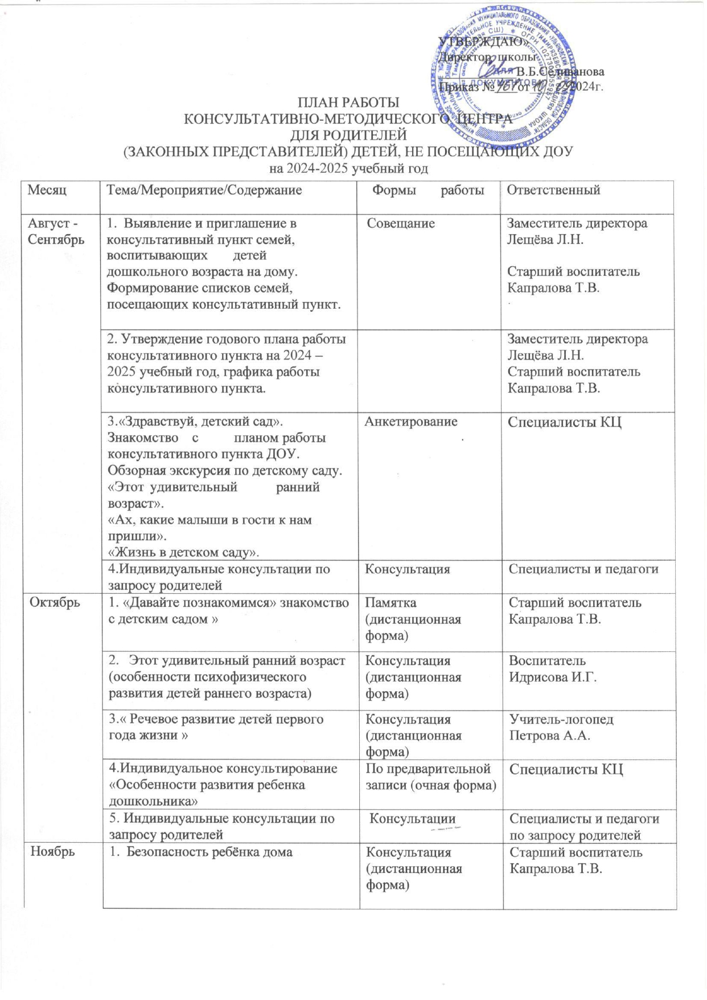 УТВЕРЖДАЮ»
Директор школы
В.Б.Селиванова
Приказ № от 2024г.
ПЛАН РАБОТЫ
КОНСУЛЬТАТИВНО-МЕТОДИЧЕСКОГО ЦЕНТРА
ДЛЯ РОДИТЕЛЕЙ
(ЗАКОННЫХ ПРЕДСТАВИТЕЛЕЙ) ДЕТЕЙ, НЕ ПОСЕЩАЮЩИХ ДОУ
на 2024-2025 учебный год
Месяц
Тема/Мероприятие/Содержание
Формы работы
Ответственный
Август -
Сентябрь
1. Выявление и приглашение в
консультативный пункт семей,
воспитывающих детей
дошкольного возраста на дому.
Формирование списков семей,
посещающих консультативный пункт.
Совещание
Заместитель директора
Лещёва Л.Н.
Старший воспитатель
Капралова Т.В.
2. Утверждение годового плана работы
консультативного пункта на 2024 –
2025 учебный год, графика работы
консультативного пункта.
Заместитель директора
Лещёва Л.Н.
Старший воспитатель
Капралова Т.В.
3.«Здравствуй, детский сад».
Знакомство с планом работы
консультативного пункта ДОУ.
Обзорная экскурсия по детскому саду.
«Этот удивительный ранний
возраст».
«Ах, какие малыши в гости к нам
пришли».
«Жизнь в детском саду».
Анкетирование
Специалисты КЦ
4.Индивидуальные консультации по
запросу родителей
Консультация
Специалисты и педагоги
Октябрь
1. «Давайте познакомимся» знакомство
с детским садом »
Памятка
(дистанционная
форма)
Старший воспитатель
Капралова Т.В.
2. Этот удивительный ранний возраст
(особенности психофизического
развития детей раннего возраста)
Консультация
(дистанционная
форма)
Воспитатель
Идрисова И.Г.
3.« Речевое развитие детей первого
года жизни »
Консультация
(дистанционная
форма)
Учитель-логопед
Петрова А.А.
4.Индивидуальное консультирование
«Особенности развития ребенка
дошкольника»
По предварительной
записи (очная форма)
Специалисты КЦ
5. Индивидуальные консультации по
запросу родителей
Консультации
Специалисты и педагоги
по запросу родителей
Ноябрь
1. Безопасность ребёнка дома
Консультация
(дистанционная
форма)
Старший воспитатель
Капралова Т.В.
ДЛЯ
ДОКУМЕНТОВ